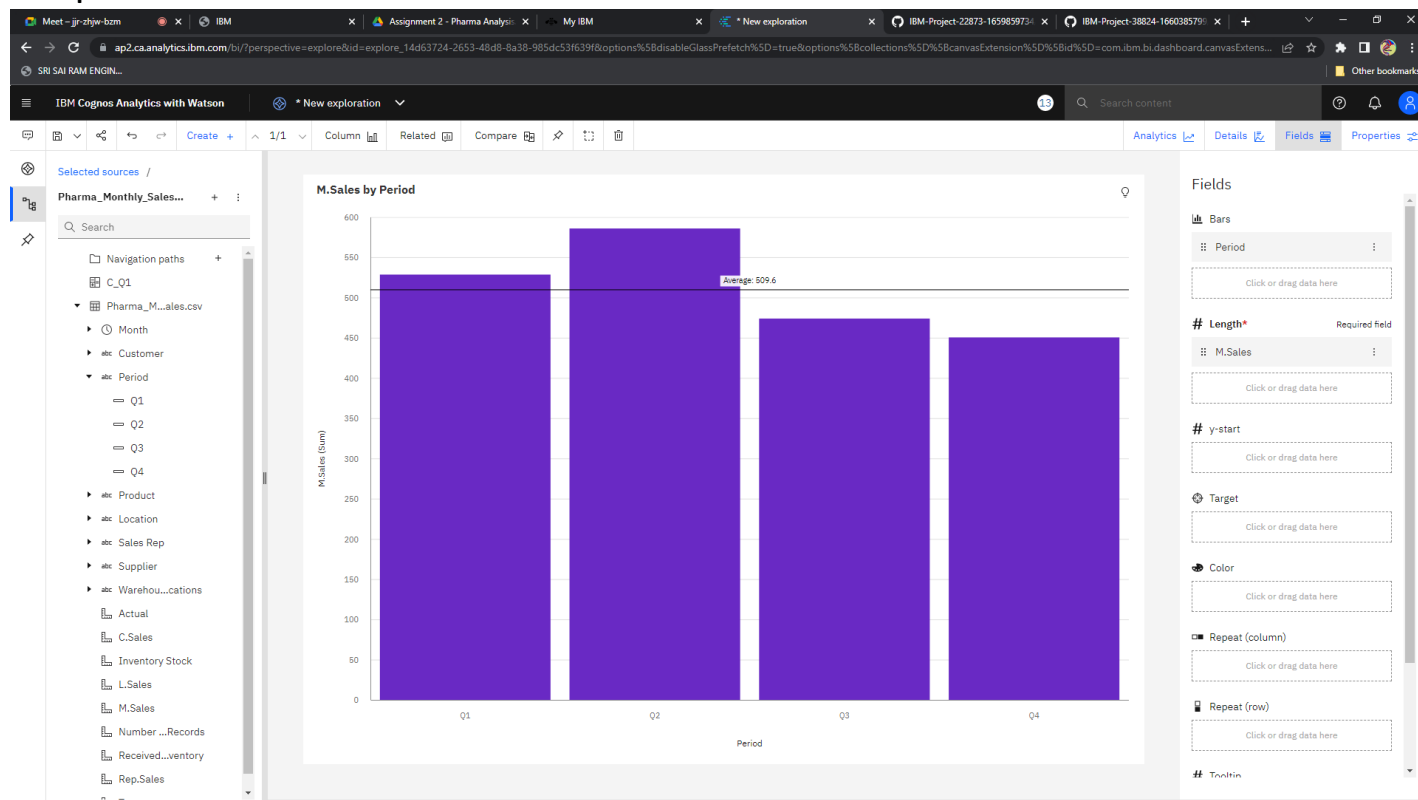 Meet – jjr-zhjw-bzm
IBM
Assignment 2 - Pharma Analysis
My IBM
* New exploration
IBM-Project-22873-1659859734
IBM-Project-38824-1660385799
ap2.ca.analytics.ibm.com/bi/?perspective=explore&id=explore_14d63724-2653-48d8-8a38-985dc53f639f&options%5BdisableGlassPrefetch%5D=true&options%5Bcollections%5D%5BcanvasExtension%5D%5Bid%5D=com.ibm.bi.dashboard.canvasExtens...
SRI SAI RAM ENGIN...
Other bookmarks
IBM Cognos Analytics with Watson
* New exploration
13
Search content
Create +
1/1
Column
Related
Compare
Analytics
Details
Fields
Properties
Selected sources /
Pharma_Monthly_Sales...
Search
Navigation paths
C_Q1
Pharma_M...ales.csv
Month
abc Customer
abc Period
Q1
Q2
Q3
Q4
abc Product
abc Location
abc Sales Rep
abc Supplier
abc Warehou...cations
Actual
C.Sales
Inventory Stock
L.Sales
M.Sales
Number ...Records
Received...ventory
Rep.Sales
M.Sales by Period
600
550
500
450
400
350
300
250
200
150
100
50
0
M.Sales (Sum)
Average: 509.6
Q1
Q2
Q3
Q4
Period
Fields
Bars
Period
Click or drag data here
# Length* Required field
M.Sales
Click or drag data here
# y-start
Click or drag data here
Target
Click or drag data here
Color
Click or drag data here
Repeat (column)
Click or drag data here
Repeat (row)
Click or drag data here
# Tooltip